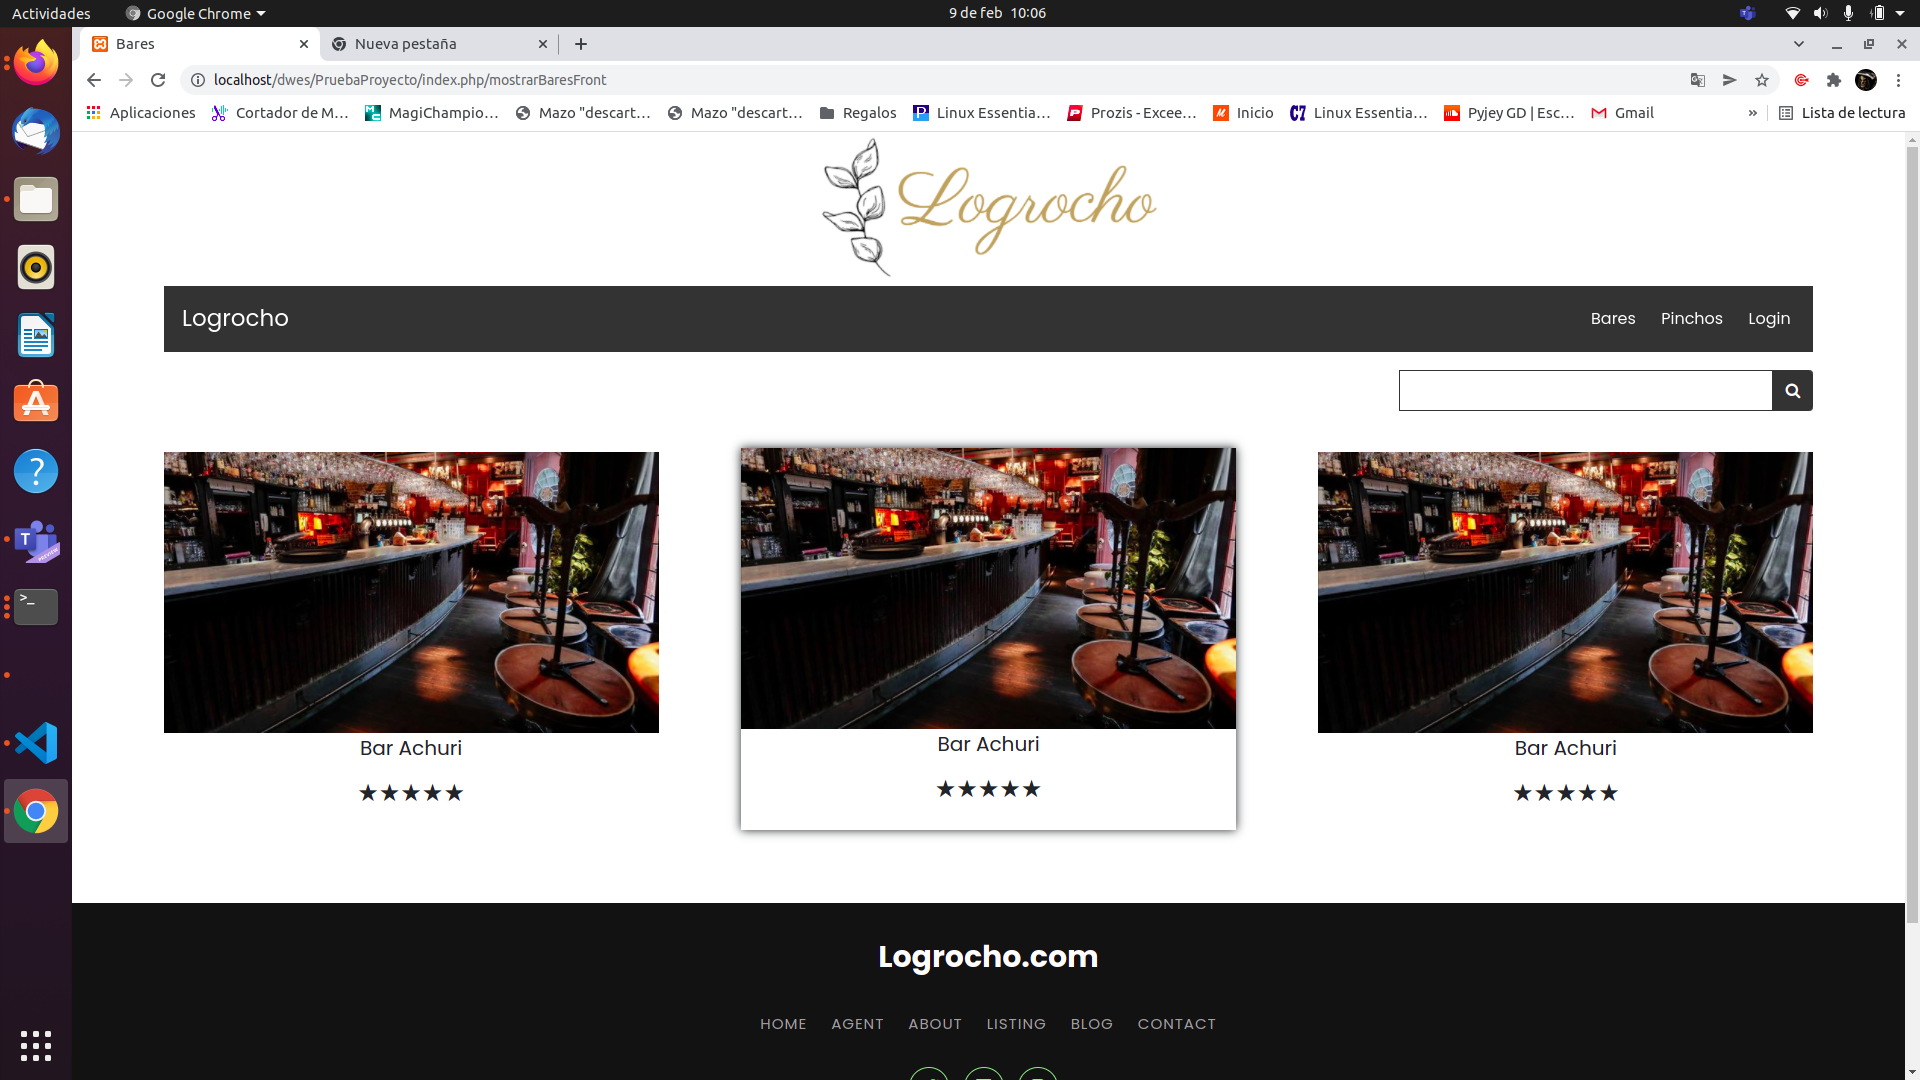 Actividades
Google Chrome
9 de feb 10:06
Bares
Nueva pestaña
localhost/dwes/PruebaProyecto/index.php/mostrarBaresFront
Aplicaciones
Cortador de M…
MagiChampio…
Mazo "descart…
Mazo "descart…
Regalos
Linux Essentia…
Prozis - Excee…
Inicio
Linux Essentia…
Pyjey GD | Esc…
Gmail
»
Lista de lectura
Logrocho
Logrocho
Bares
Pinchos
Login
Bar Achuri
★★★★★
Bar Achuri
★★★★★
Bar Achuri
★★★★★
Logrocho.com
HOME
AGENT
ABOUT
LISTING
BLOG
CONTACT